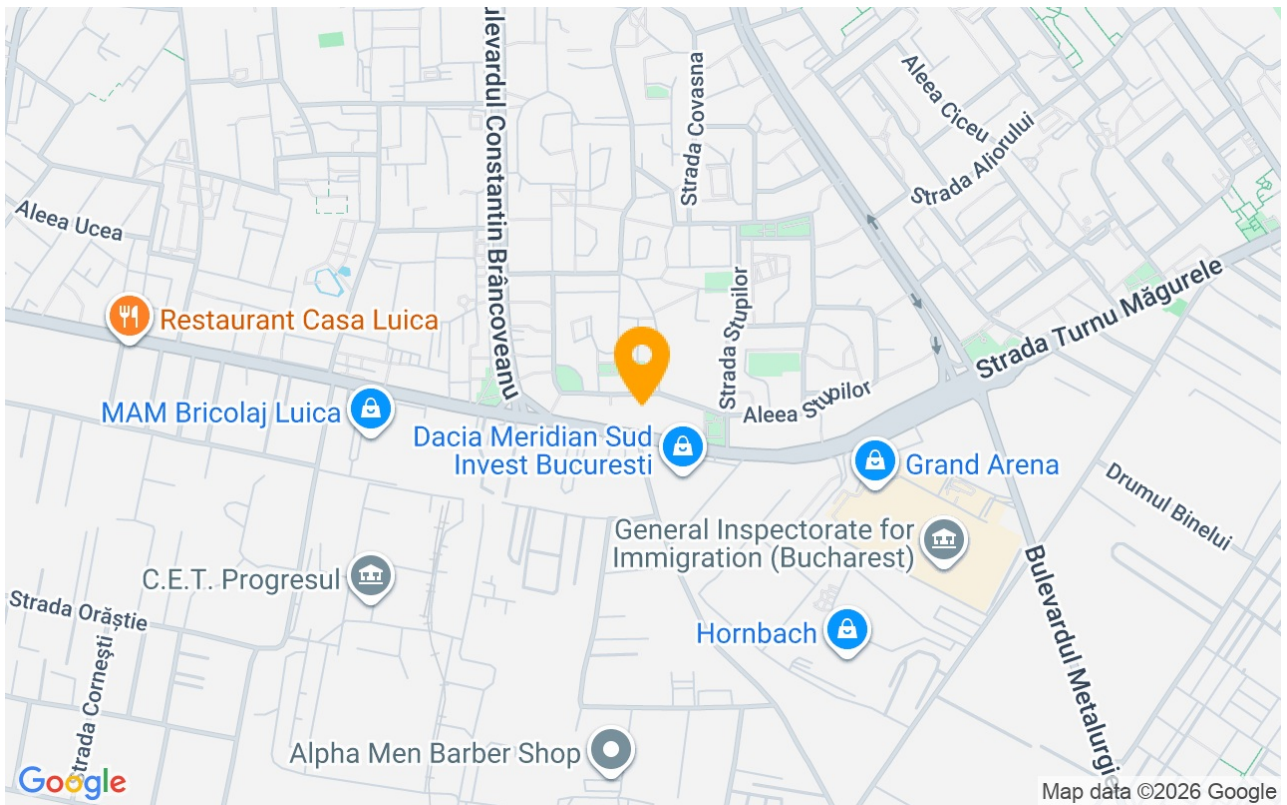 ulevardul Constantin Brâncoveanu
Strada Covasna
Aleea Ciceu
Strada Aliorului
Aleea Ucea
Restaurant Casa Luica
Strada Stupilor
Strada Turnu Măgurele
MAM Bricolaj Luica
Aleea Stupilor
Dacia Meridian Sud
Invest Bucuresti
Grand Arena
Drumul Binelui
General Inspectorate for
Immigration (Bucharest)
C.E.T. Progresul
Strada Orăștie
Hornbach
Strada Cornești
Bulevardul Metalurgie
Alpha Men Barber Shop
Google
Map data ©2026 Google